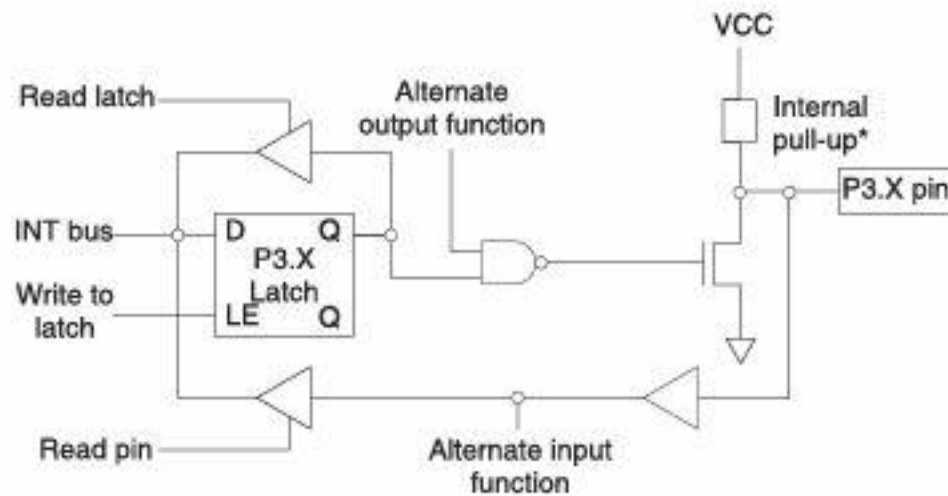 VCC
Read latch
Alternate
output function
Internal
pull-up*
P3.X pin
INT bus
D Q
P3.X
Latch
Write to
latch
LE Q
Read pin
Alternate input
function